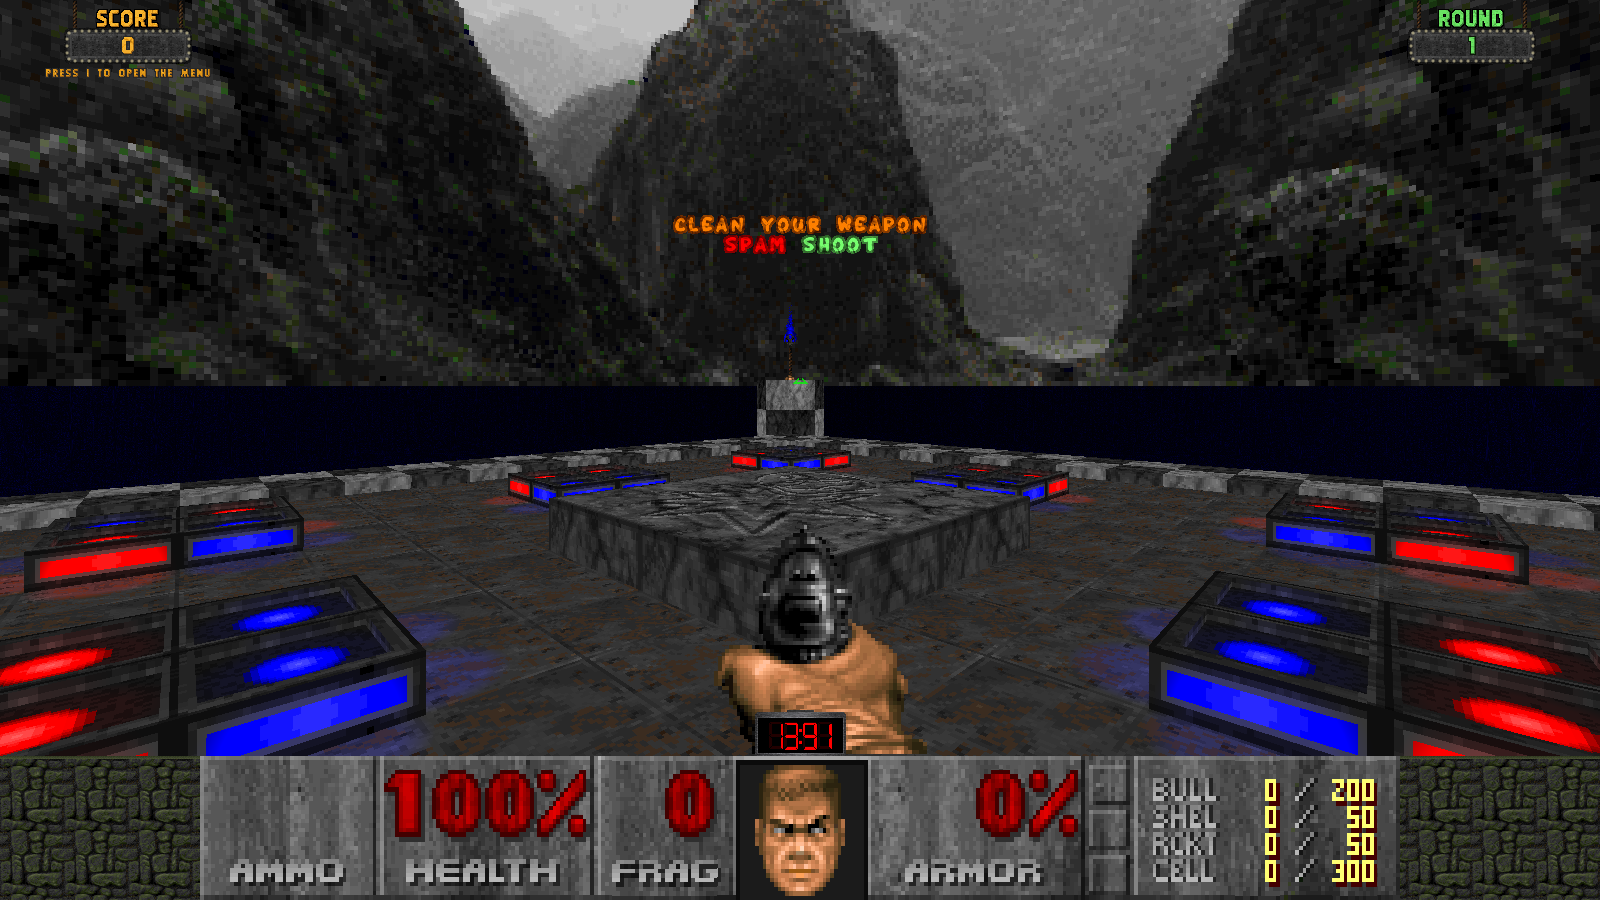 SCORE
0
PRESS I TO OPEN THE MENU
ROUND
1
CLEAN YOUR WEAPON
SPAM SHOOT
13:91
AMMO
100%
HEALTH
0
FRAG
0%
ARMOR
BULL 0 / 200
SHEL 0 / 50
RCKT 0 / 50
CELL 0 / 300